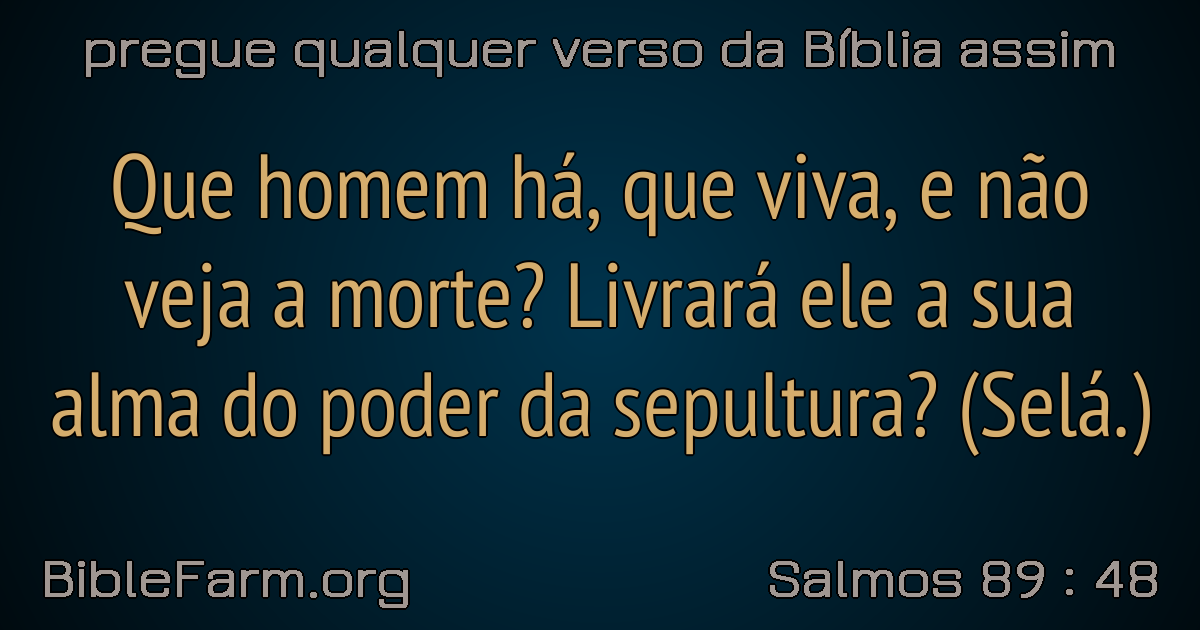 pregue qualquer verso da Bíblia assim
Que homem há, que viva, e não
veja a morte? Livrará ele a sua
alma do poder da sepultura? (Selá.)
BibleFarm.org
Salmos 89 : 48